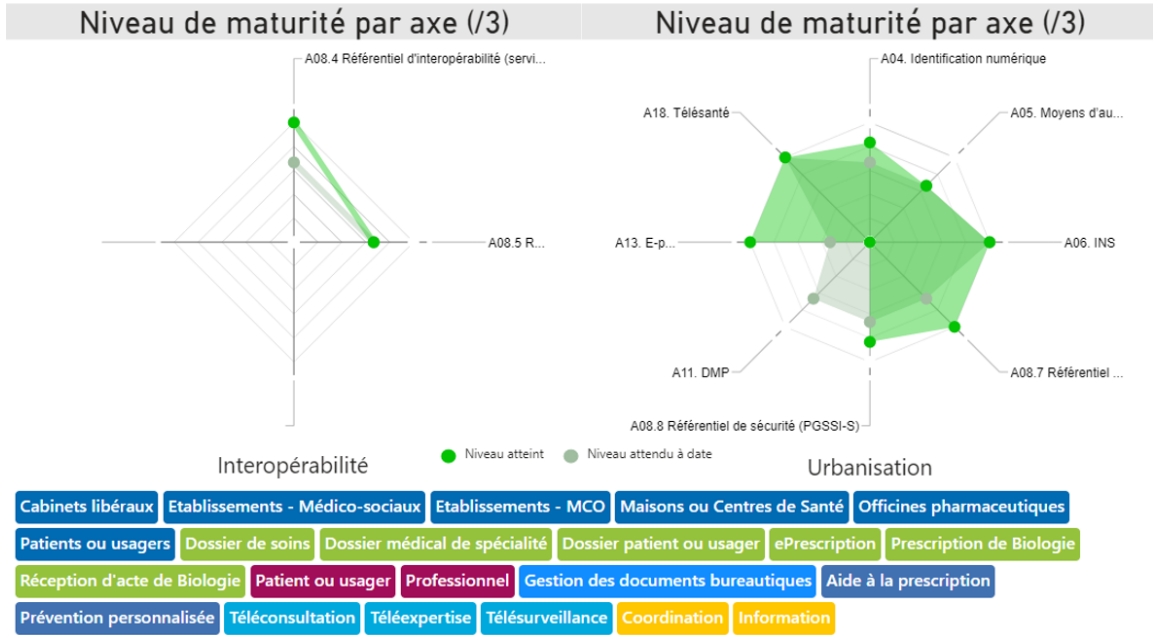 Niveau de maturité par axe (/3)
Niveau de maturité par axe (/3)
A08.4 Référentiel d'interopérabilité (servi...
A08.5 R...
A04. Identification numérique
A18. Télésanté
A05. Moyens d'au...
A13. E-p...
A06. INS
A11. DMP
A08.7 Référentiel ...
A08.8 Référentiel de sécurité (PGSSI-S)
Niveau atteint
Niveau attendu à date
Interopérabilité
Urbanisation
Cabinets libéraux Etablissements - Médico-sociaux Etablissements - MCO Maisons ou Centres de Santé Officines pharmaceutiques
Patients ou usagers Dossier de soins Dossier médical de spécialité Dossier patient ou usager ePrescription Prescription de Biologie
Réception d'acte de Biologie Patient ou usager Professionnel Gestion des documents bureautiques Aide à la prescription
Prévention personnalisée Téléconsultation Téléexpertise Télésurveillance Coordination Information